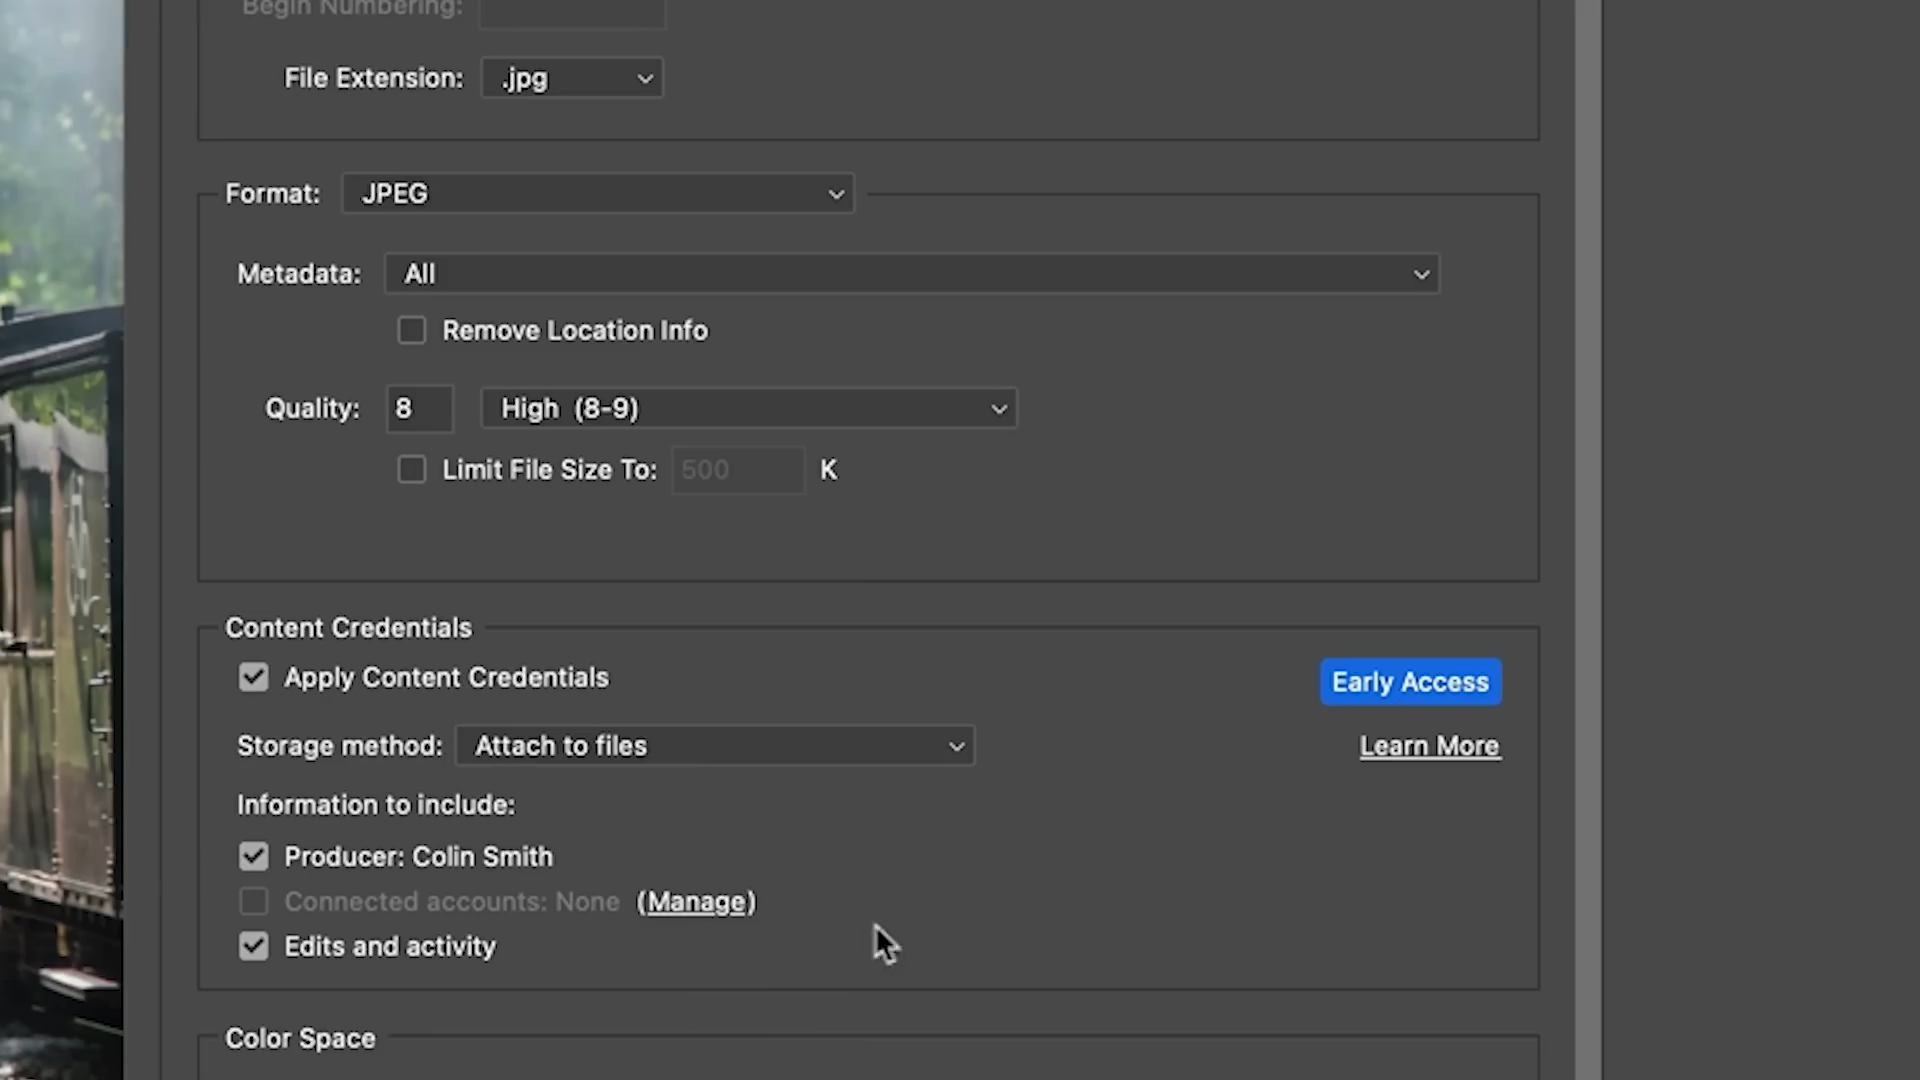 Begin Numbering:
File Extension: .jpg
Format: JPEG
Metadata: All
Remove Location Info
Quality: 8 High (8-9)
Limit File Size To: 500 K
Content Credentials
Apply Content Credentials
Early Access
Storage method: Attach to files
Learn More
Information to include:
Producer: Colin Smith
Connected accounts: None (Manage)
Edits and activity
Color Space